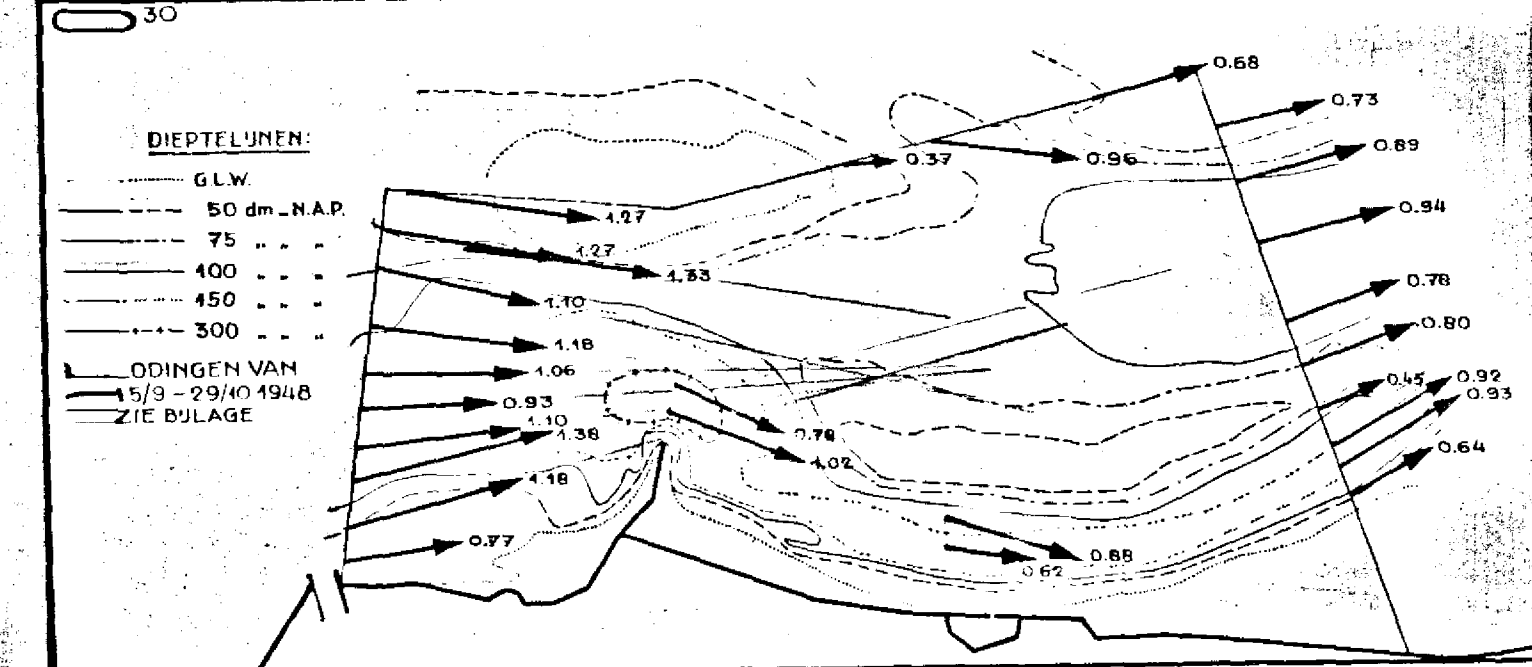 30
DIEPTELIJNEN:
G.L.W.
50 dm - N.A.P.
75 " " "
100 " " "
150 " " "
300 " " "
LODINGEN VAN
15/9 - 29/10 1948
ZIE BIJLAGE
0.68
0.73
0.89
0.37
0.96
0.94
1.27
1.27
1.33
0.78
1.10
0.80
1.18
1.06
0.45
0.92
0.93
0.93
1.10
1.38
0.78
1.02
0.64
1.18
0.77
0.88
0.62